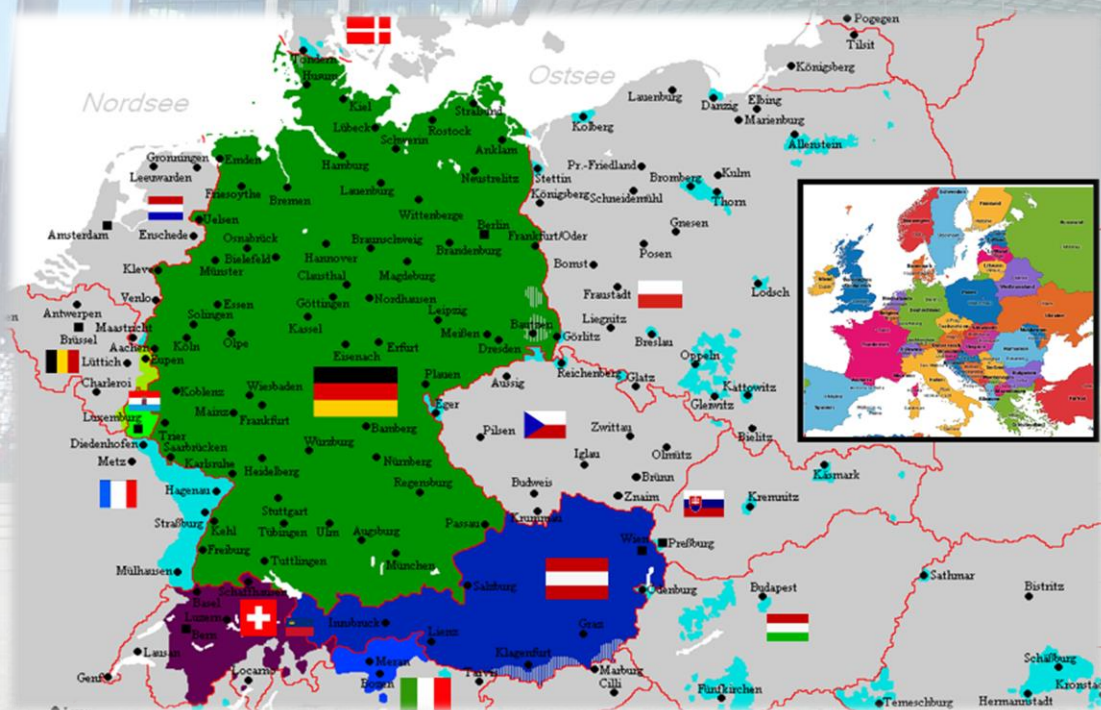 Pogegen
Tilsit
Königsberg
Nordsee
Ostsee
Tondern
Husum
Kiel
Lübeck
Schwerin
Rostock
Stralsund
Anklam
Hamburg
Neustrelitz
Lauenburg
Danzig
Elbing
Marienburg
Kolberg
Allenstein
Gronningen
Leeuwarden
Emden
Friesoythe
Bremen
Lauenburg
Wittenberge
Stettin
Königsberg
Pr.-Friedland
Schneidemühl
Bromberg
Kulm
Thorn
Gnesen
Posen
Amsterdam
Enschede
Uelsen
Osnabrück
Bielefeld
Münster
Hannover
Braunschweig
Clausthal
Magdeburg
Berlin
Brandenburg
Frankfurt/Oder
Bomst
Fraustadt
Lodsch
Kleve
Venlo
Antwerpen
Brüssel
Maastricht
Aachen
Eupen
Lüttich
Charleroi
Essen
Solingen
Köln
Olpe
Göttingen
Kassel
Nordhausen
Leipzig
Meißen
Dresden
Bautzen
Görlitz
Liegnitz
Breslau
Oppeln
Kattowitz
Gleiwitz
Glatz
Reichenberg
Eisenach
Erfurt
Plauen
Aussig
Eger
Pilsen
Zwittau
Olmütz
Bielitz
Iglau
Brünn
Znaim
Budweis
Krummau
Koblenz
Wiesbaden
Mainz
Frankfurt
Luxemburg
Trier
Diedenhofen
Saarbrücken
Metz
Karlsruhe
Heidelberg
Würzburg
Bamberg
Nürnberg
Regensburg
Hagenau
Straßburg
Kehl
Stuttgart
Tübingen
Ulm
Augsburg
Passau
Freiburg
Tuttlingen
München
Mülhausen
Käsmark
Kremnitz
Preßburg
Wien
Ödenburg
Budapest
Sathmar
Bistritz
Salzburg
Schaffhausen
Basel
Luzern
Bern
Lausan
Genf
Locarno
Innsbruck
Lienz
Graz
Klagenfurt
Meran
Bozen
Tarvis
Marburg
Cilli
Fünfkirchen
Temeschburg
Schäßburg
Hermannstadt
Kronsta